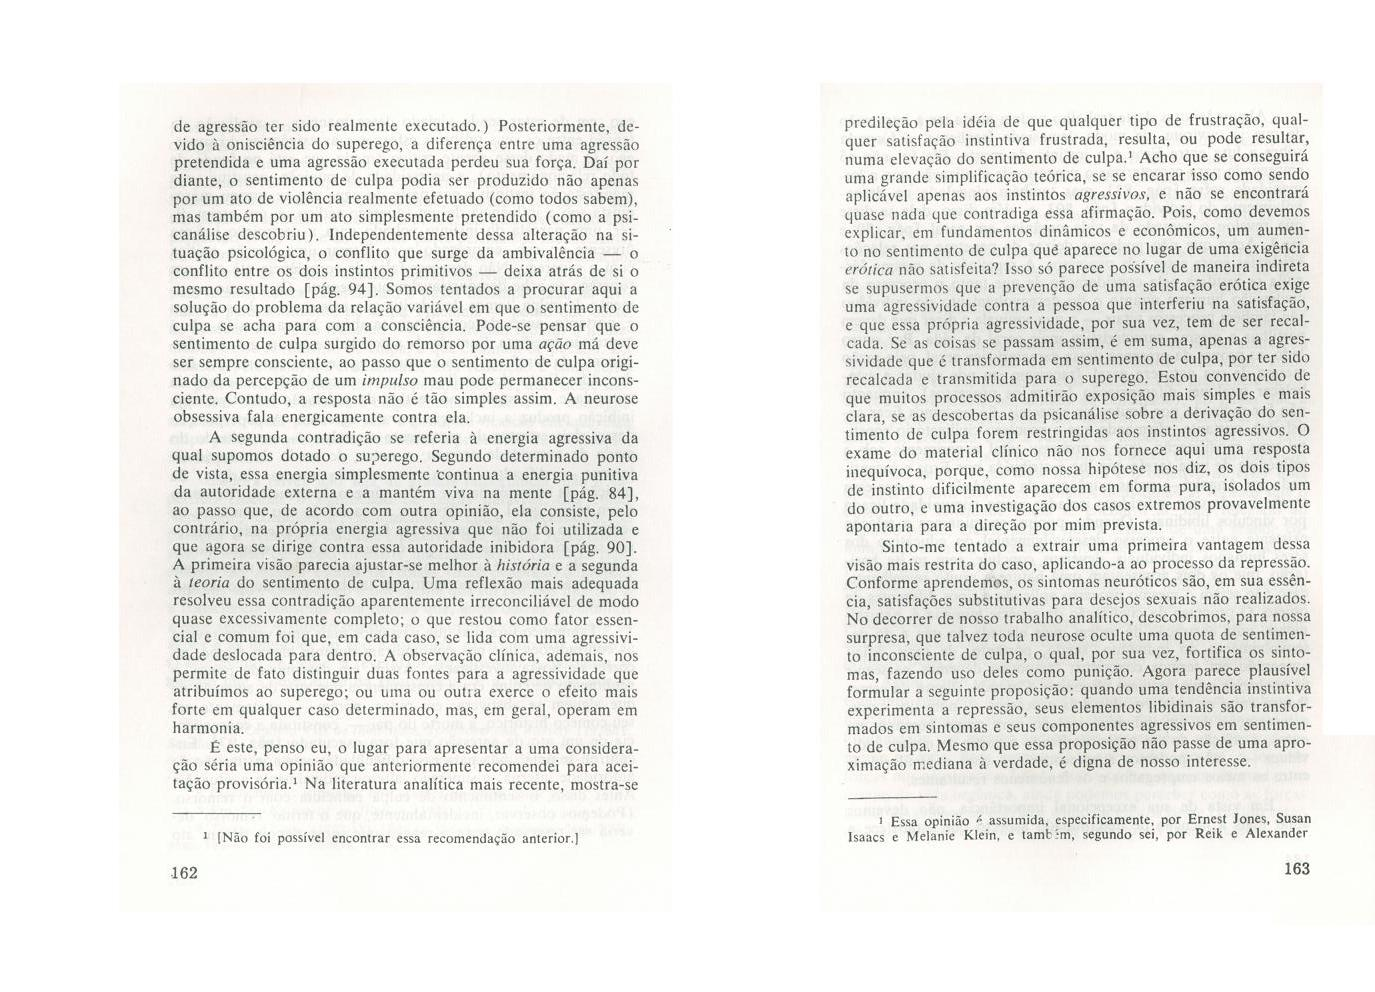 de agressão ter sido realmente executado.) Posteriormente, de-
vido à onisciência do superego, a diferença entre uma agressão
pretendida e uma agressão executada perdeu sua força. Daí por
diante, o sentimento de culpa podia ser produzido não apenas
por um ato de violência realmente efetuado (como todos sabem),
mas também por um ato simplesmente pretendido (como a psi-
canálise descobriu). Independentemente dessa alteração na si-
tuação psicológica, o conflito que surge da ambivalência — o
conflito entre os dois instintos primitivos — deixa atrás de si o
mesmo resultado [pág. 94]. Somos tentados a procurar aqui a
solução do problema da relação variável em que o sentimento de
culpa se acha para com a consciência. Pode-se pensar que o
sentimento de culpa surgido do remorso por uma ação má deve
ser sempre consciente, ao passo que o sentimento de culpa origi-
nado da percepção de um impulso mau pode permanecer incons-
ciente. Contudo, a resposta não é tão simples assim. A neurose
obsessiva fala energicamente contra ela.
A segunda contradição se referia à energia agressiva da
qual supomos dotado o superego. Segundo determinado ponto
de vista, essa energia simplesmente continua a energia punitiva
da autoridade externa e a mantém viva na mente [pág. 84],
ao passo que, de acordo com outra opinião, ela consiste, pelo
contrário, na própria energia agressiva que não foi utilizada e
que agora se dirige contra essa autoridade inibidora [pág. 90].
A primeira visão parecia ajustar-se melhor à história e a segunda
à teoria do sentimento de culpa. Uma reflexão mais adequada
resolveu essa contradição aparentemente irreconciliável de modo
quase excessivamente completo; o que restou como fator essen-
cial e comum foi que, em cada caso, se lida com uma agressivi-
dade deslocada para dentro. A observação clínica, ademais, nos
permite de fato distinguir duas fontes para a agressividade que
atribuímos ao superego; ou uma ou outra exerce o efeito mais
forte em qualquer caso determinado, mas, em geral, operam em
harmonia.
É este, penso eu, o lugar para apresentar a uma considera-
ção séria uma opinião que anteriormente recomendei para acei-
tação provisória.¹ Na literatura analítica mais recente, mostra-se
¹ [Não foi possível encontrar essa recomendação anterior.]
162
predileção pela idéia de que qualquer tipo de frustração, qual-
quer satisfação instintiva frustrada, resulta, ou pode resultar,
numa elevação do sentimento de culpa.¹ Acho que se conseguirá
uma grande simplificação teórica, se se encarar isso como sendo
aplicável apenas aos instintos agressivos, e não se encontrará
quase nada que contradiga essa afirmação. Pois, como devemos
explicar, em fundamentos dinâmicos e econômicos, um aumen-
to no sentimento de culpa que aparece no lugar de uma exigência
erótica não satisfeita? Isso só parece possível de maneira indireta
se supusermos que a prevenção de uma satisfação erótica exige
uma agressividade contra a pessoa que interferiu na satisfação,
e que essa própria agressividade, por sua vez, tem de ser recal-
cada. Se as coisas se passam assim, é em suma, apenas a agres-
sividade que é transformada em sentimento de culpa, por ter sido
recalcada e transmitida para o superego. Estou convencido de
que muitos processos admitirão exposição mais simples e mais
clara, se as descobertas da psicanálise sobre a derivação do sen-
timento de culpa forem restringidas aos instintos agressivos. O
exame do material clínico não nos fornece aqui uma resposta
inequívoca, porque, como nossa hipótese nos diz, os dois tipos
de instinto dificilmente aparecem em forma pura, isolados um
do outro, e uma investigação dos casos extremos provavelmente
apontaria para a direção por mim prevista.
Sinto-me tentado a extrair uma primeira vantagem dessa
visão mais restrita do caso, aplicando-a ao processo da repressão.
Conforme aprendemos, os sintomas neuróticos são, em sua essên-
cia, satisfações substitutivas para desejos sexuais não realizados.
No decorrer de nosso trabalho analítico, descobrimos, para nossa
surpresa, que talvez toda neurose oculte uma quota de sentimen-
to inconsciente de culpa, o qual, por sua vez, fortifica os sinto-
mas, fazendo uso deles como punição. Agora parece plausível
formular a seguinte proposição: quando uma tendência instintiva
experimenta a repressão, seus elementos libidinais são transfor-
mados em sintomas e seus componentes agressivos em sentimen-
to de culpa. Mesmo que essa proposição não passe de uma apro-
ximação mediana à verdade, é digna de nosso interesse.
¹ Essa opinião é assumida, especificamente, por Ernest Jones, Susan
Isaacs e Melanie Klein, e também, segundo sei, por Reik e Alexander
163